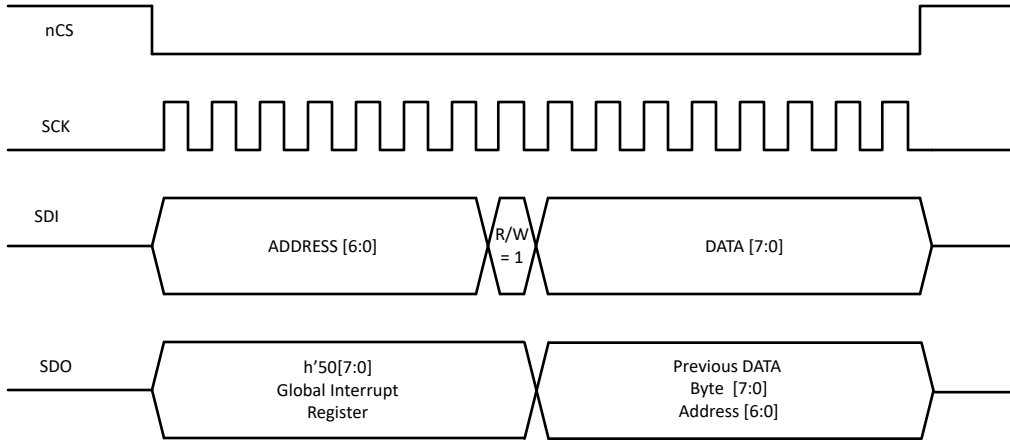 nCS
SCK
SDI
ADDRESS [6:0]
R/W
= 1
DATA [7:0]
SDO
h’50[7:0]
Global Interrupt
Register
Previous DATA
Byte  [7:0]
Address [6:0]